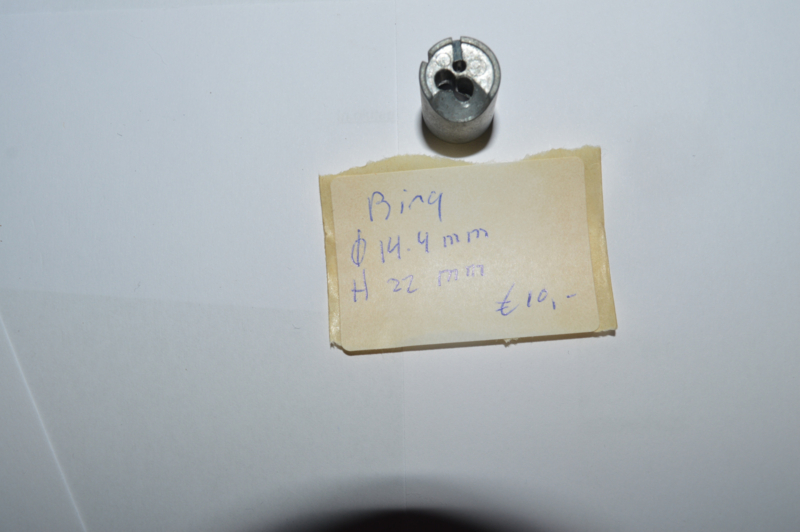 Bing
φ 14.4 mm
H 22 mm
€ 10,-